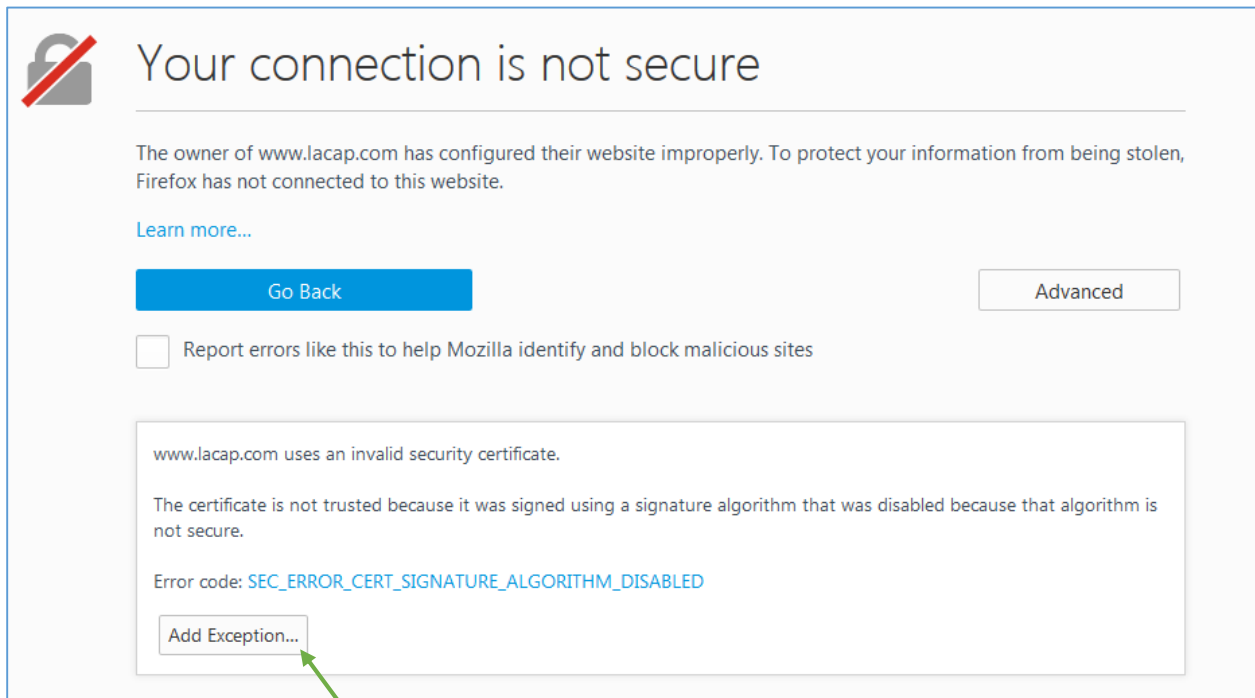 Your connection is not secure
The owner of www.lacap.com has configured their website improperly. To protect your information from being stolen,
Firefox has not connected to this website.
Learn more...
Go Back
Advanced
Report errors like this to help Mozilla identify and block malicious sites
www.lacap.com uses an invalid security certificate.
The certificate is not trusted because it was signed using a signature algorithm that was disabled because that algorithm is
not secure.
Error code: SEC_ERROR_CERT_SIGNATURE_ALGORITHM_DISABLED
Add Exception...